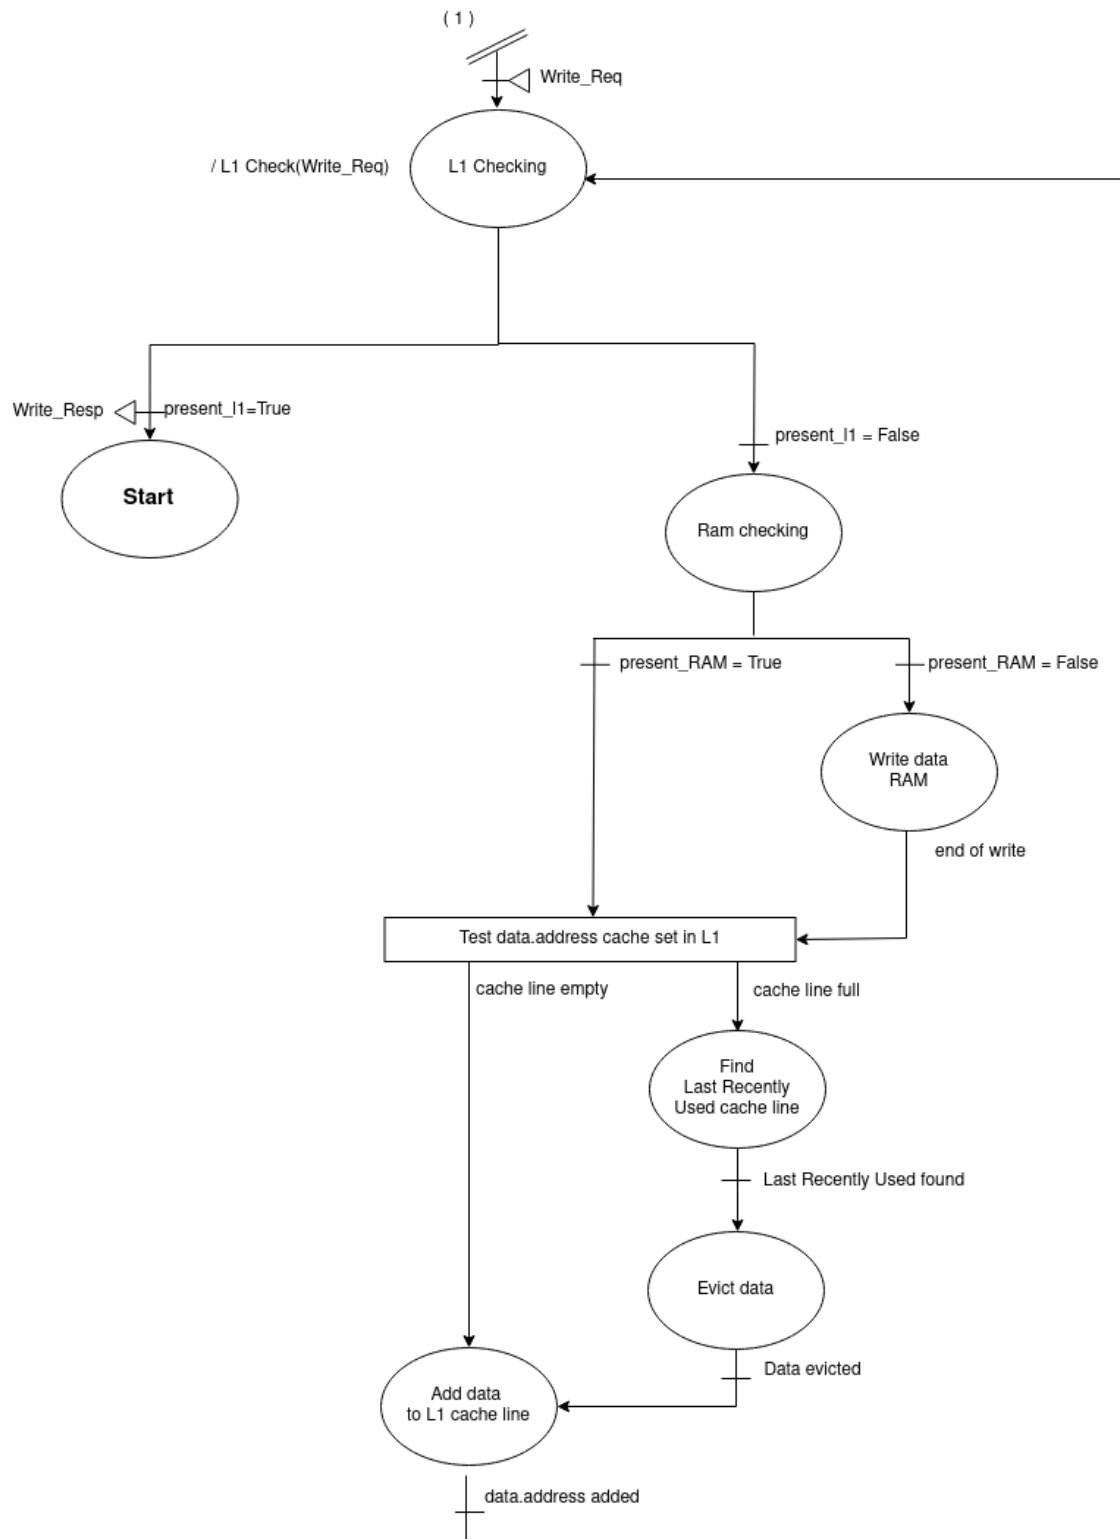 ( 1 )
Write_Req
/ L1 Check(Write_Req)
L1 Checking
Write_Resp
present_l1=True
Start
present_l1 = False
Ram checking
present_RAM = True
present_RAM = False
Write data
RAM
end of write
Test data.address cache set in L1
cache line empty
cache line full
Find
Last Recently
Used cache line
Last Recently Used found
Evict data
Data evicted
Add data
to L1 cache line
data.address added